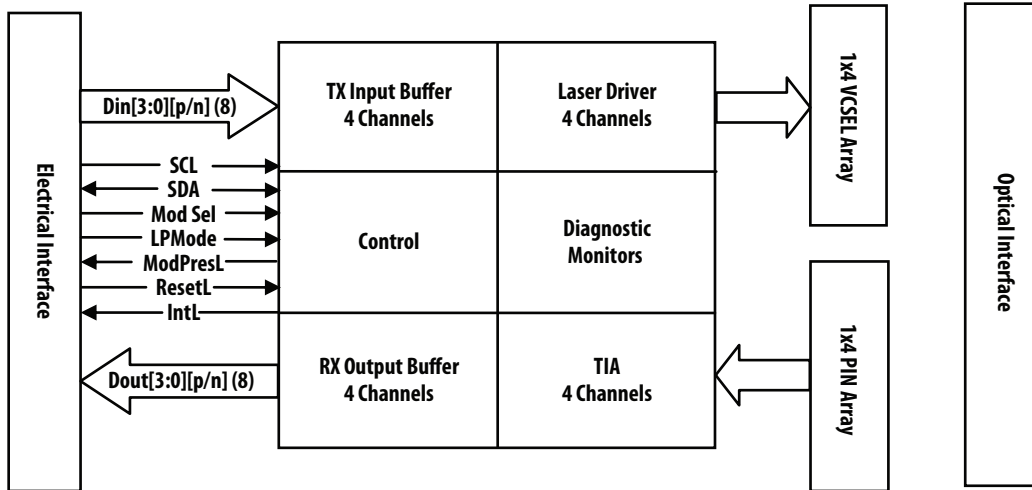 Electrical Interface
Din[3:0][p/n] (8)
SCL
SDA
Mod Sel
LPMode
ModPresL
ResetL
IntL
Dout[3:0][p/n] (8)
TX Input Buffer
4 Channels
Laser Driver
4 Channels
Control
Diagnostic
Monitors
RX Output Buffer
4 Channels
TIA
4 Channels
1x4 VCSEL Array
1x4 PIN Array
Optical Interface